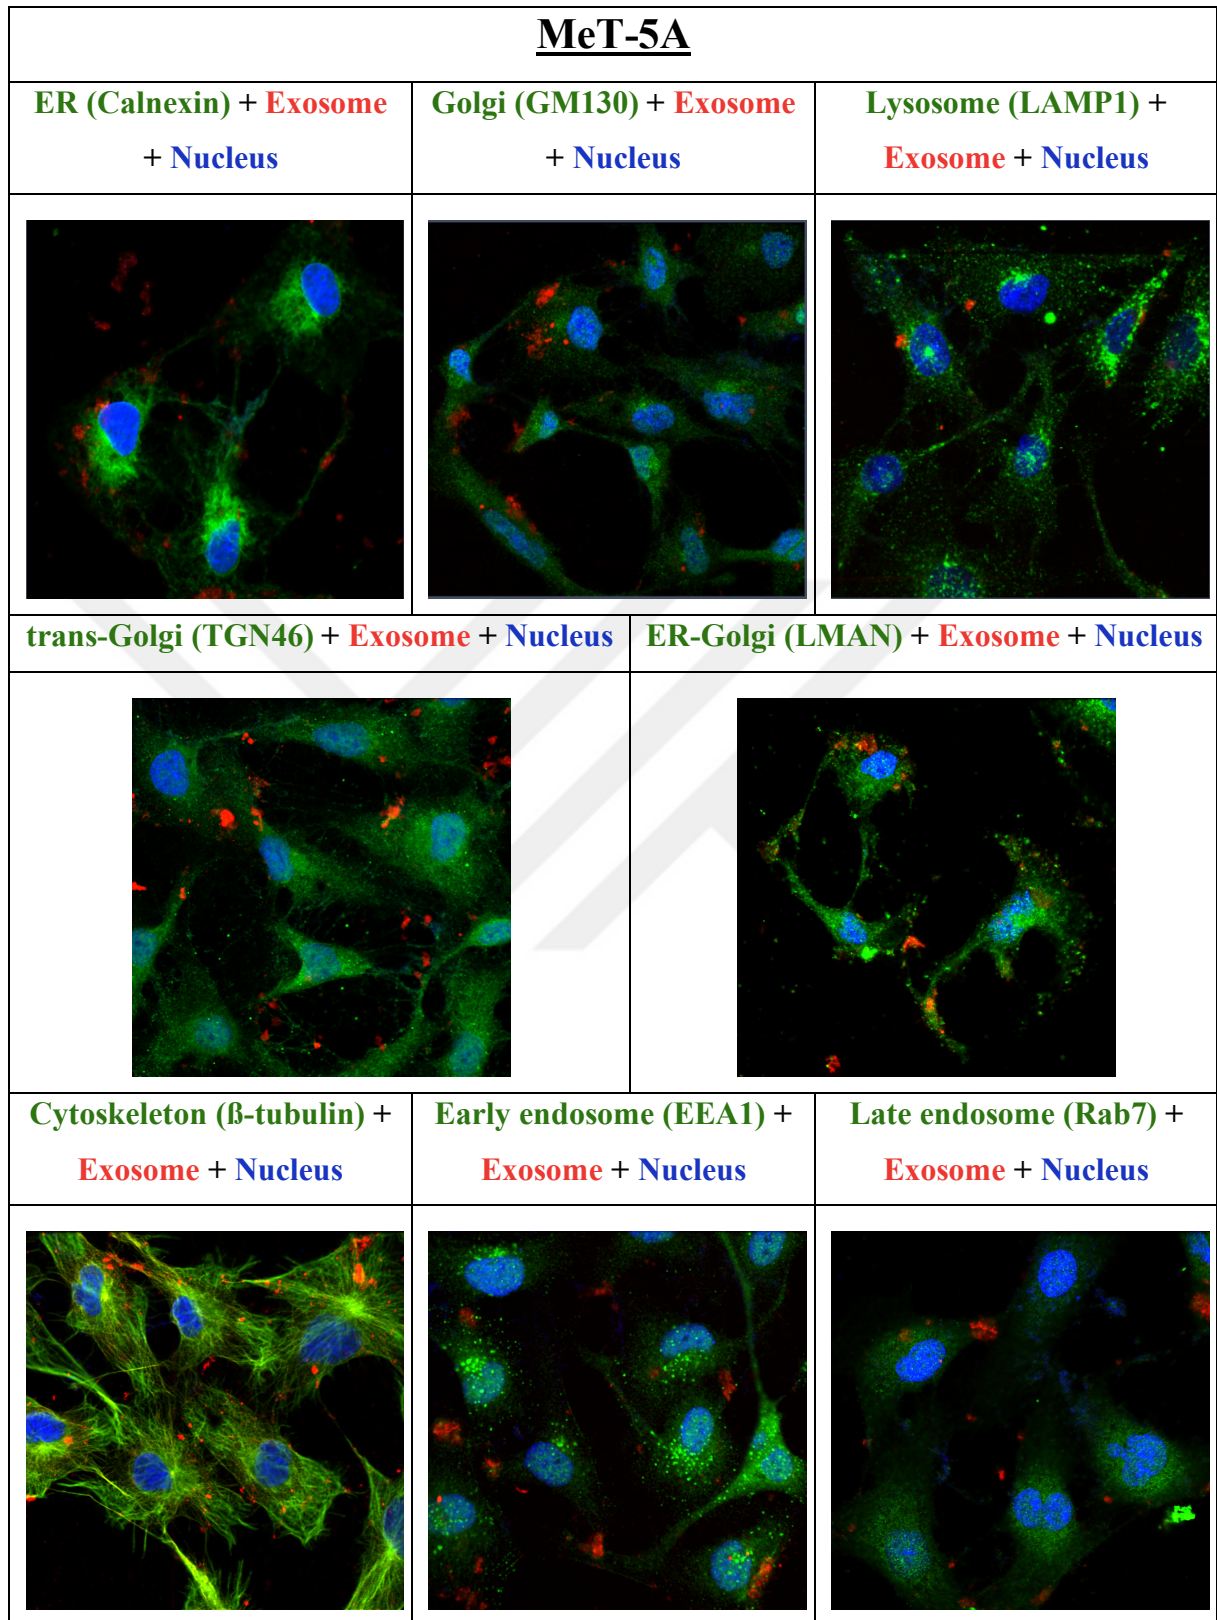 MeT-5A
ER (Calnexin) + Exosome
+ Nucleus
Golgi (GM130) + Exosome
+ Nucleus
Lysosome (LAMP1) +
Exosome + Nucleus
trans-Golgi (TGN46) + Exosome + Nucleus
ER-Golgi (LMAN) + Exosome + Nucleus
Cytoskeleton (ß-tubulin) +
Exosome + Nucleus
Early endosome (EEA1) +
Exosome + Nucleus
Late endosome (Rab7) +
Exosome + Nucleus